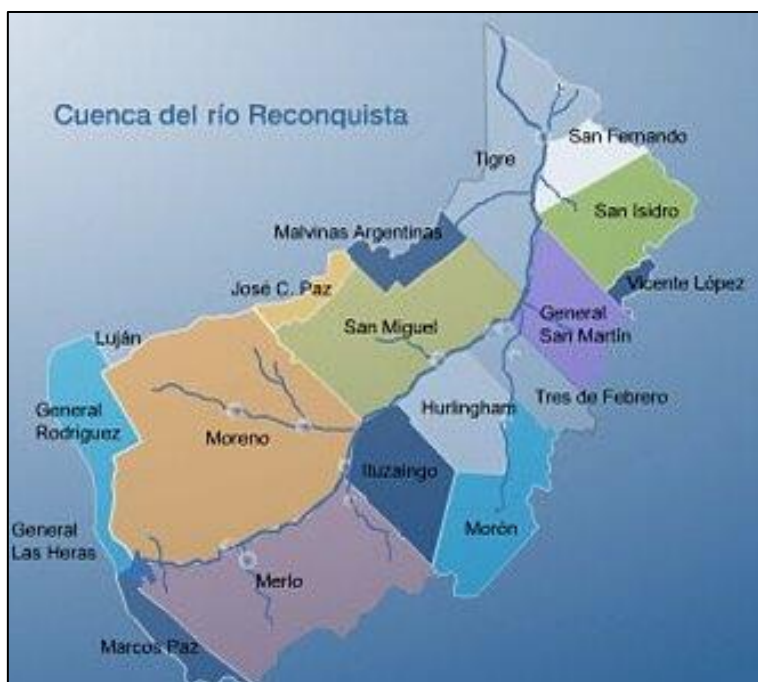 Cuenca del río Reconquista
San Fernando
Tigre
San Isidro
Malvinas Argentinas
Vicente López
José C. Paz
General
San Martín
San Miguel
Luján
Tres de Febrero
Hurlingham
General
Rodriguez
Moreno
Ituzaingo
Morón
General
Las Heras
Merlo
Marcos Paz